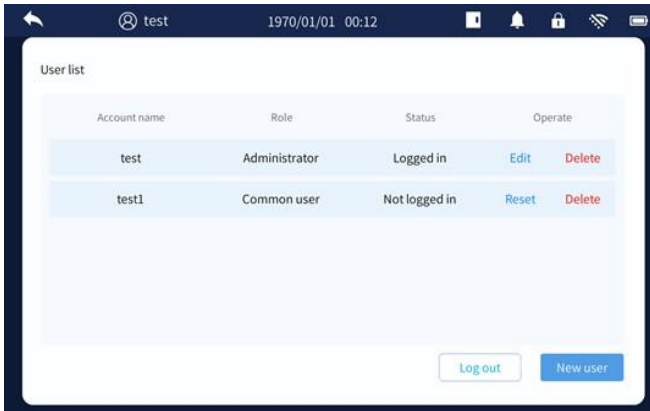 test 1970/01/01 00:12
User list
Account name Role Status Operate
test Administrator Logged in Edit Delete
test1 Common user Not logged in Reset Delete
Log out New user